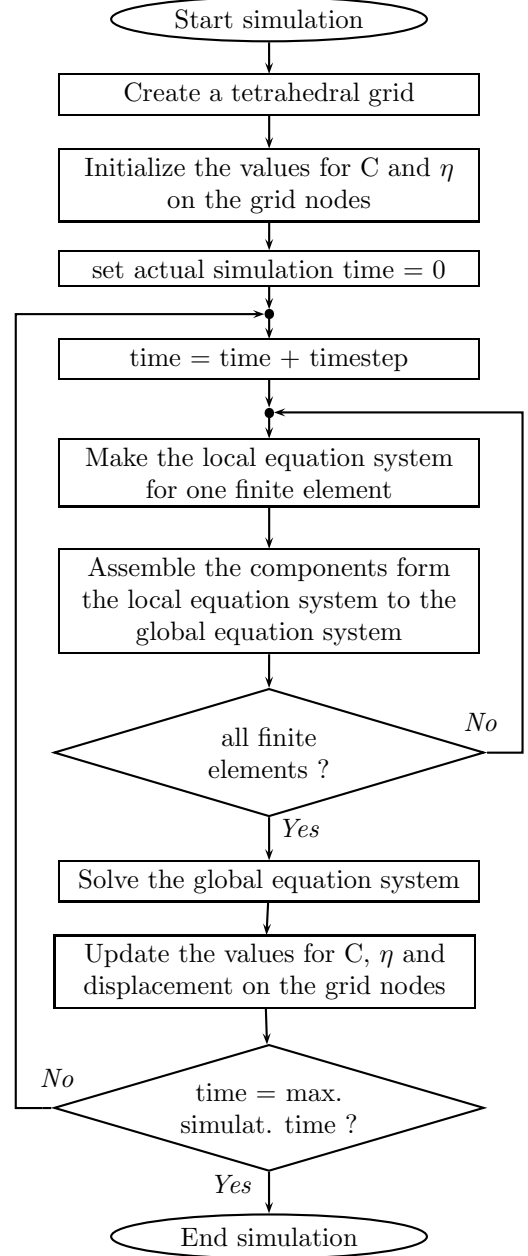 Start simulation
Create a tetrahedral grid
Initialize the values for C and η
on the grid nodes
set actual simulation time = 0
time = time + timestep
Make the local equation system
for one finite element
Assemble the components form
the local equation system to the
global equation system
No
all finite
elements ?
Yes
Solve the global equation system
Update the values for C, η and
displacement on the grid nodes
No
time = max.
simulat. time ?
Yes
End simulation